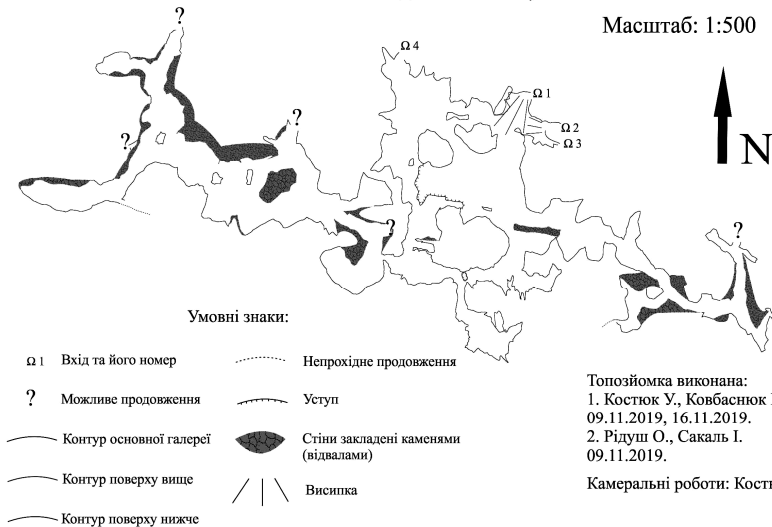 Масштаб: 1:500
?
Ω 4
Ω 1
?
Ω 2
?
Ω 3
N
?
?
Умовні знаки:
Ω 1 Вхід та його номер
Непрохідне продовження
? Можливе продовження
Уступ
Контур основної галереї
Стіни закладені каменями
(відвалами)
Контур поверху вище
Висипка
Контур поверху нижче
Топозйомка виконана:
1. Костюк У., Ковбаснюк
09.11.2019, 16.11.2019.
2. Рідуш О., Сакаль І.
09.11.2019.
Камеральні роботи: Кост